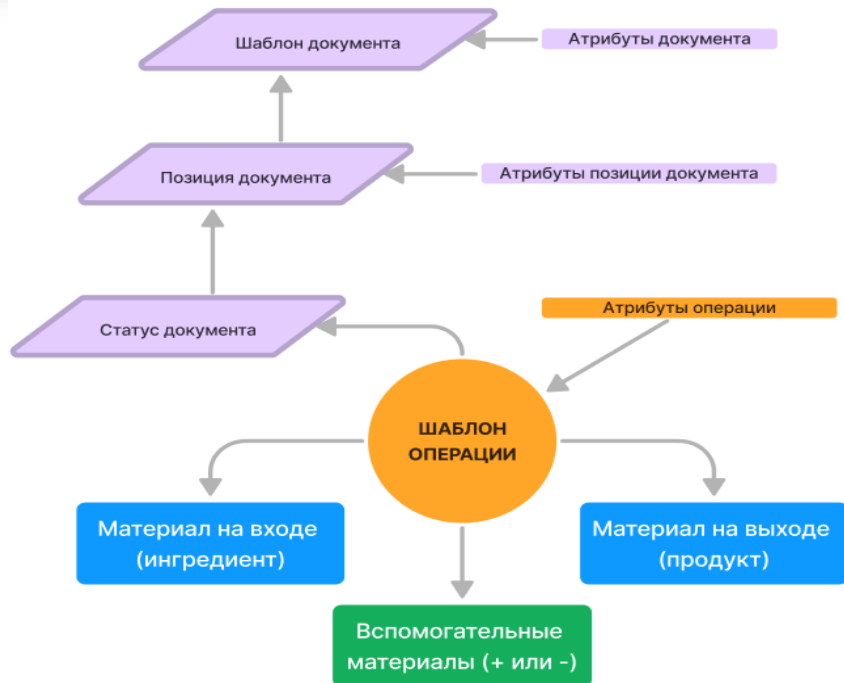 Шаблон документа
Атрибуты документа
Позиция документа
Атрибуты позиции документа
Статус документа
Атрибуты операции
ШАБЛОН
ОПЕРАЦИИ
Материал на входе
(ингредиент)
Материал на выходе
(продукт)
Вспомогательные
материалы (+ или -)